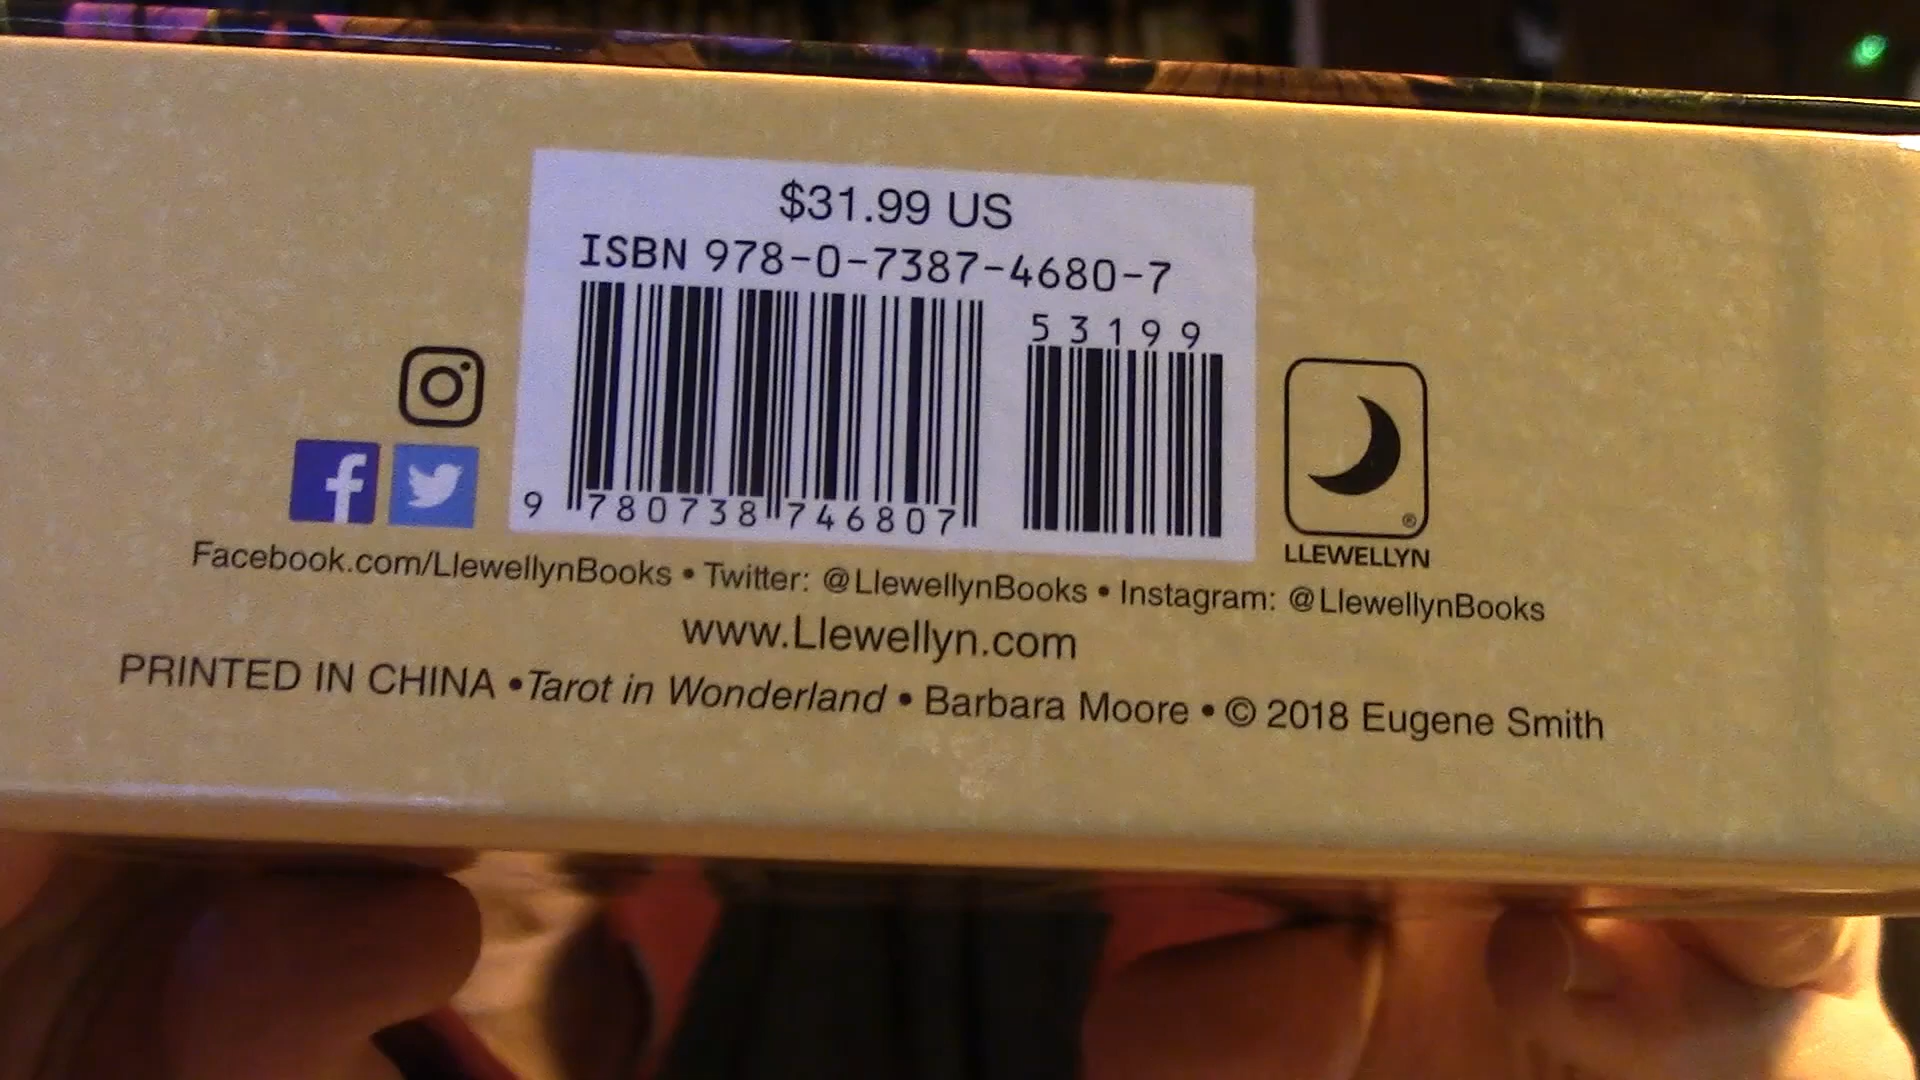 $31.99 US
ISBN 978-0-7387-4680-7
53199
9 780738 746807
®
LLEWELLYN
Facebook.com/LlewellynBooks • Twitter: @LlewellynBooks • Instagram: @LlewellynBooks
www.Llewellyn.com
PRINTED IN CHINA • Tarot in Wonderland • Barbara Moore • © 2018 Eugene Smith